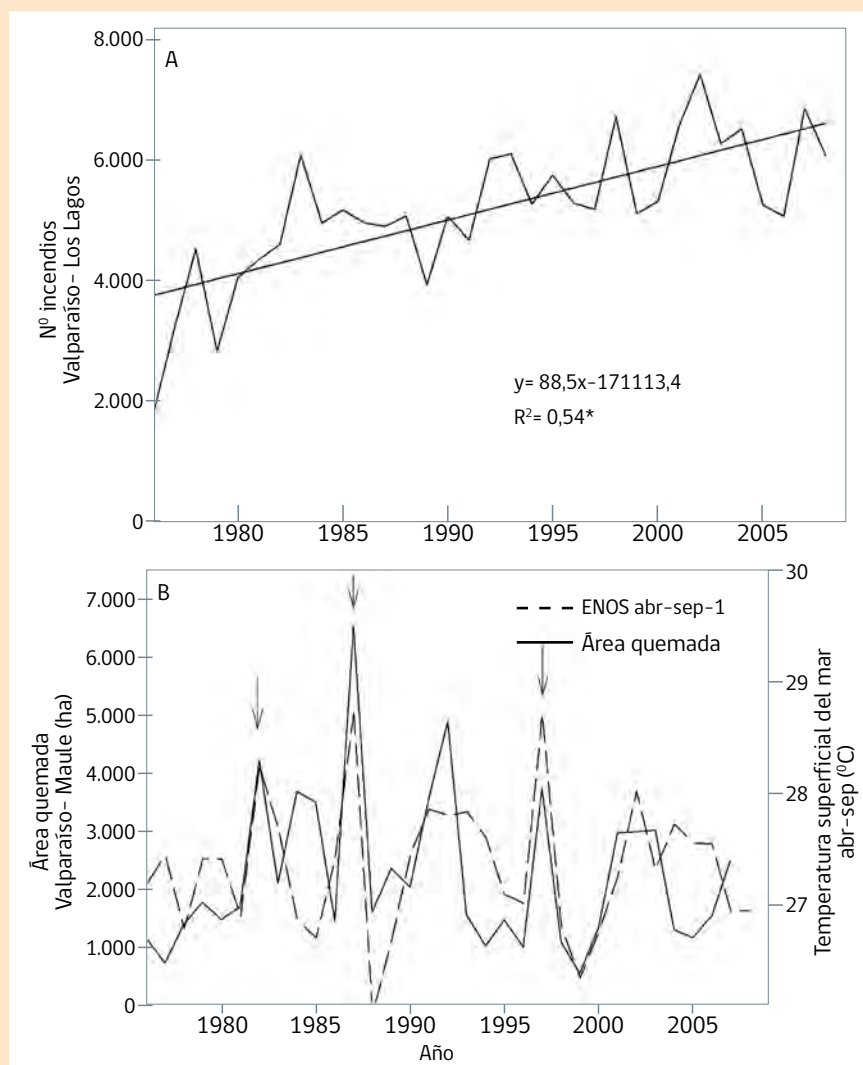 8.000
A
6.000
4.000
2.000
0
Nº incendios
Valparaíso- Los Lagos
y= 88,5x-171113,4
R²= 0,54*
1980 1985 1990 1995 2000 2005
B
7.000
6.000
5.000
4.000
3.000
2.000
1.000
0
Área quemada
Valparaíso- Maule (ha)
ENOS abr-sep-1
Área quemada
30
29
28
27
Temperatura superficial del mar
abr-sep (⁰C)
1980 1985 1990 1995 2000 2005
Año